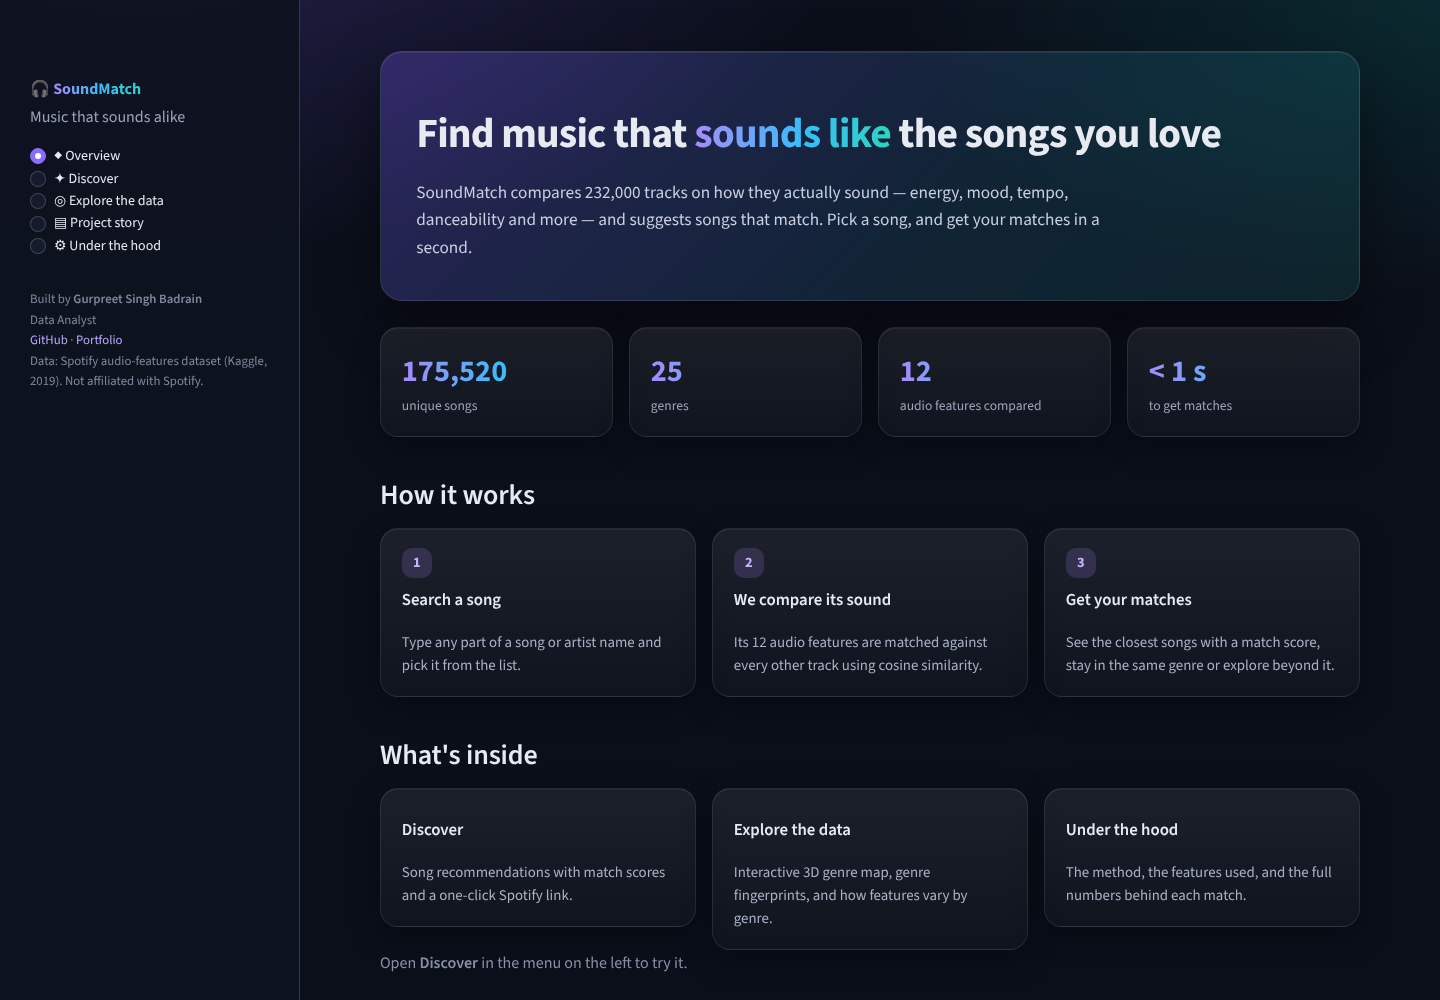 🎧 SoundMatch
Music that sounds alike
◆ Overview
✦ Discover
◎ Explore the data
▤ Project story
⚙ Under the hood
Built by Gurpreet Singh Badrain
Data Analyst
GitHub · Portfolio
Data: Spotify audio-features dataset (Kaggle,
2019). Not affiliated with Spotify.
Find music that sounds like the songs you love
SoundMatch compares 232,000 tracks on how they actually sound — energy, mood, tempo,
danceability and more — and suggests songs that match. Pick a song, and get your matches in a
second.
175,520
unique songs
25
genres
12
audio features compared
< 1 s
to get matches
How it works
1
Search a song
Type any part of a song or artist name and
pick it from the list.
2
We compare its sound
Its 12 audio features are matched against
every other track using cosine similarity.
3
Get your matches
See the closest songs with a match score,
stay in the same genre or explore beyond it.
What's inside
Discover
Song recommendations with match scores
and a one-click Spotify link.
Explore the data
Interactive 3D genre map, genre
fingerprints, and how features vary by
genre.
Under the hood
The method, the features used, and the full
numbers behind each match.
Open Discover in the menu on the left to try it.